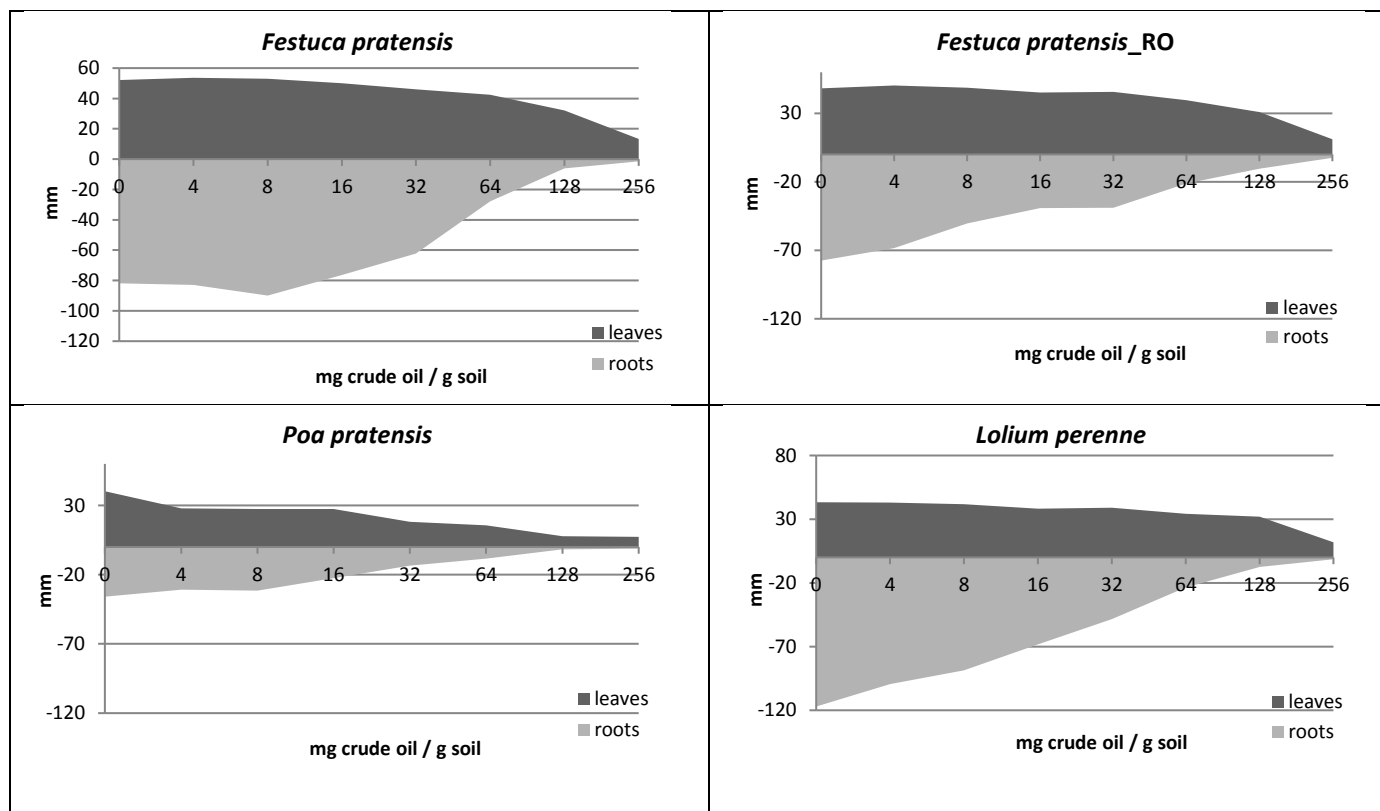 Festuca pratensis
60
40
20
0
-20
-40
-60
-80
-100
-120
mm
0 4 8 16 32 64 128 256
leaves
roots
mg crude oil / g soil
Festuca pratensis_RO
30
-20
-70
-120
mm
0 4 8 16 32 64 128 256
leaves
roots
mg crude oil / g soil
Poa pratensis
30
-20
-70
-120
mm
0 4 8 16 32 64 128 256
leaves
roots
mg crude oil / g soil
Lolium perenne
80
30
-20
-70
-120
mm
0 4 8 16 32 64 128 256
leaves
roots
mg crude oil / g soil